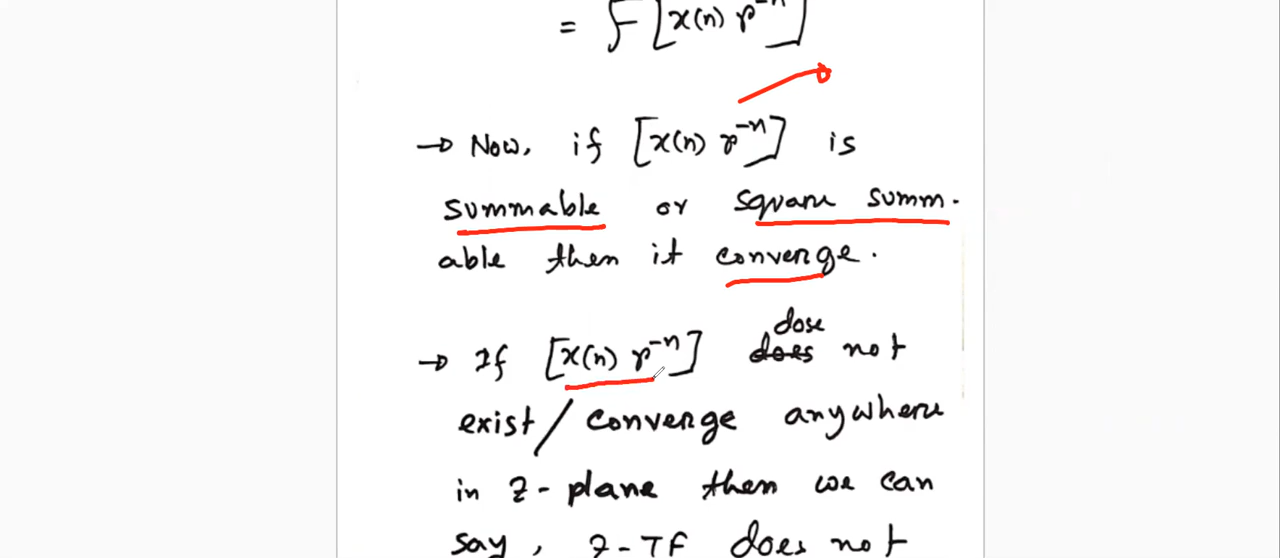 = F[x(n) r⁻ⁿ]
→ Now, if [x(n) r⁻ⁿ] is
summable or square summ-
able then it converge.
dose
→ If [x(n) r⁻ⁿ] does not
exist/converge anywhere
in Z-plane then we can
say, Z-TF does not